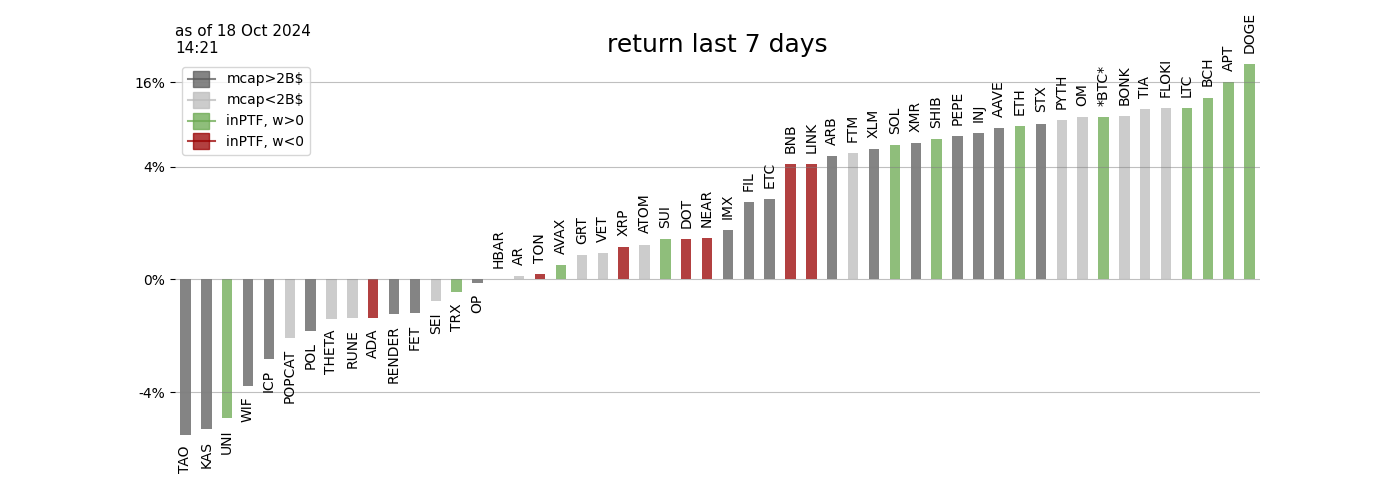 as of 18 Oct 2024
14:21
return last 7 days
mcap>2B$
mcap<2B$
inPTF, w>0
inPTF, w<0
16%
4%
0%
-4%
TAO
KAS
UNI
WIF
ICP
POPCAT
POL
THETA
RUNE
ADA
RENDER
FET
SEI
TRX
OP
HBAR
AR
TON
AVAX
GRT
VET
XRP
ATOM
SUI
DOT
NEAR
IMX
FIL
ETC
BNB
LINK
ARB
FTM
XLM
SOL
XMR
SHIB
PEPE
INJ
AAVE
ETH
STX
PYTH
OM
*BTC*
BONK
TIA
FLOKI
LTC
BCH
APT
DOGE